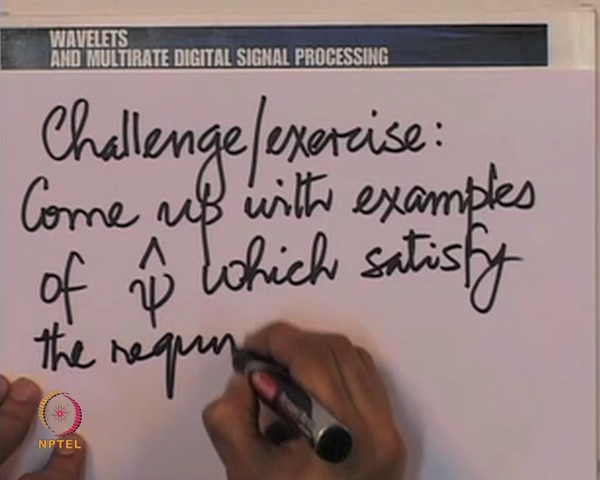 WAVELETS
AND MULTIRATE DIGITAL SIGNAL PROCESSING
Challenge/exercise:
Come up with examples
of ψ̂ which satisfy
the requir
NPTEL